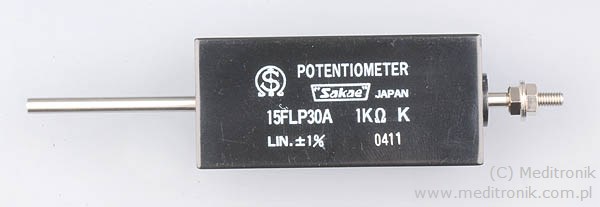 POTENTIOMETER
"Sakae" JAPAN
15FLP30A 1KΩ K
LIN. ±1% 0411
(C) Meditronik
www.meditronik.com.pl